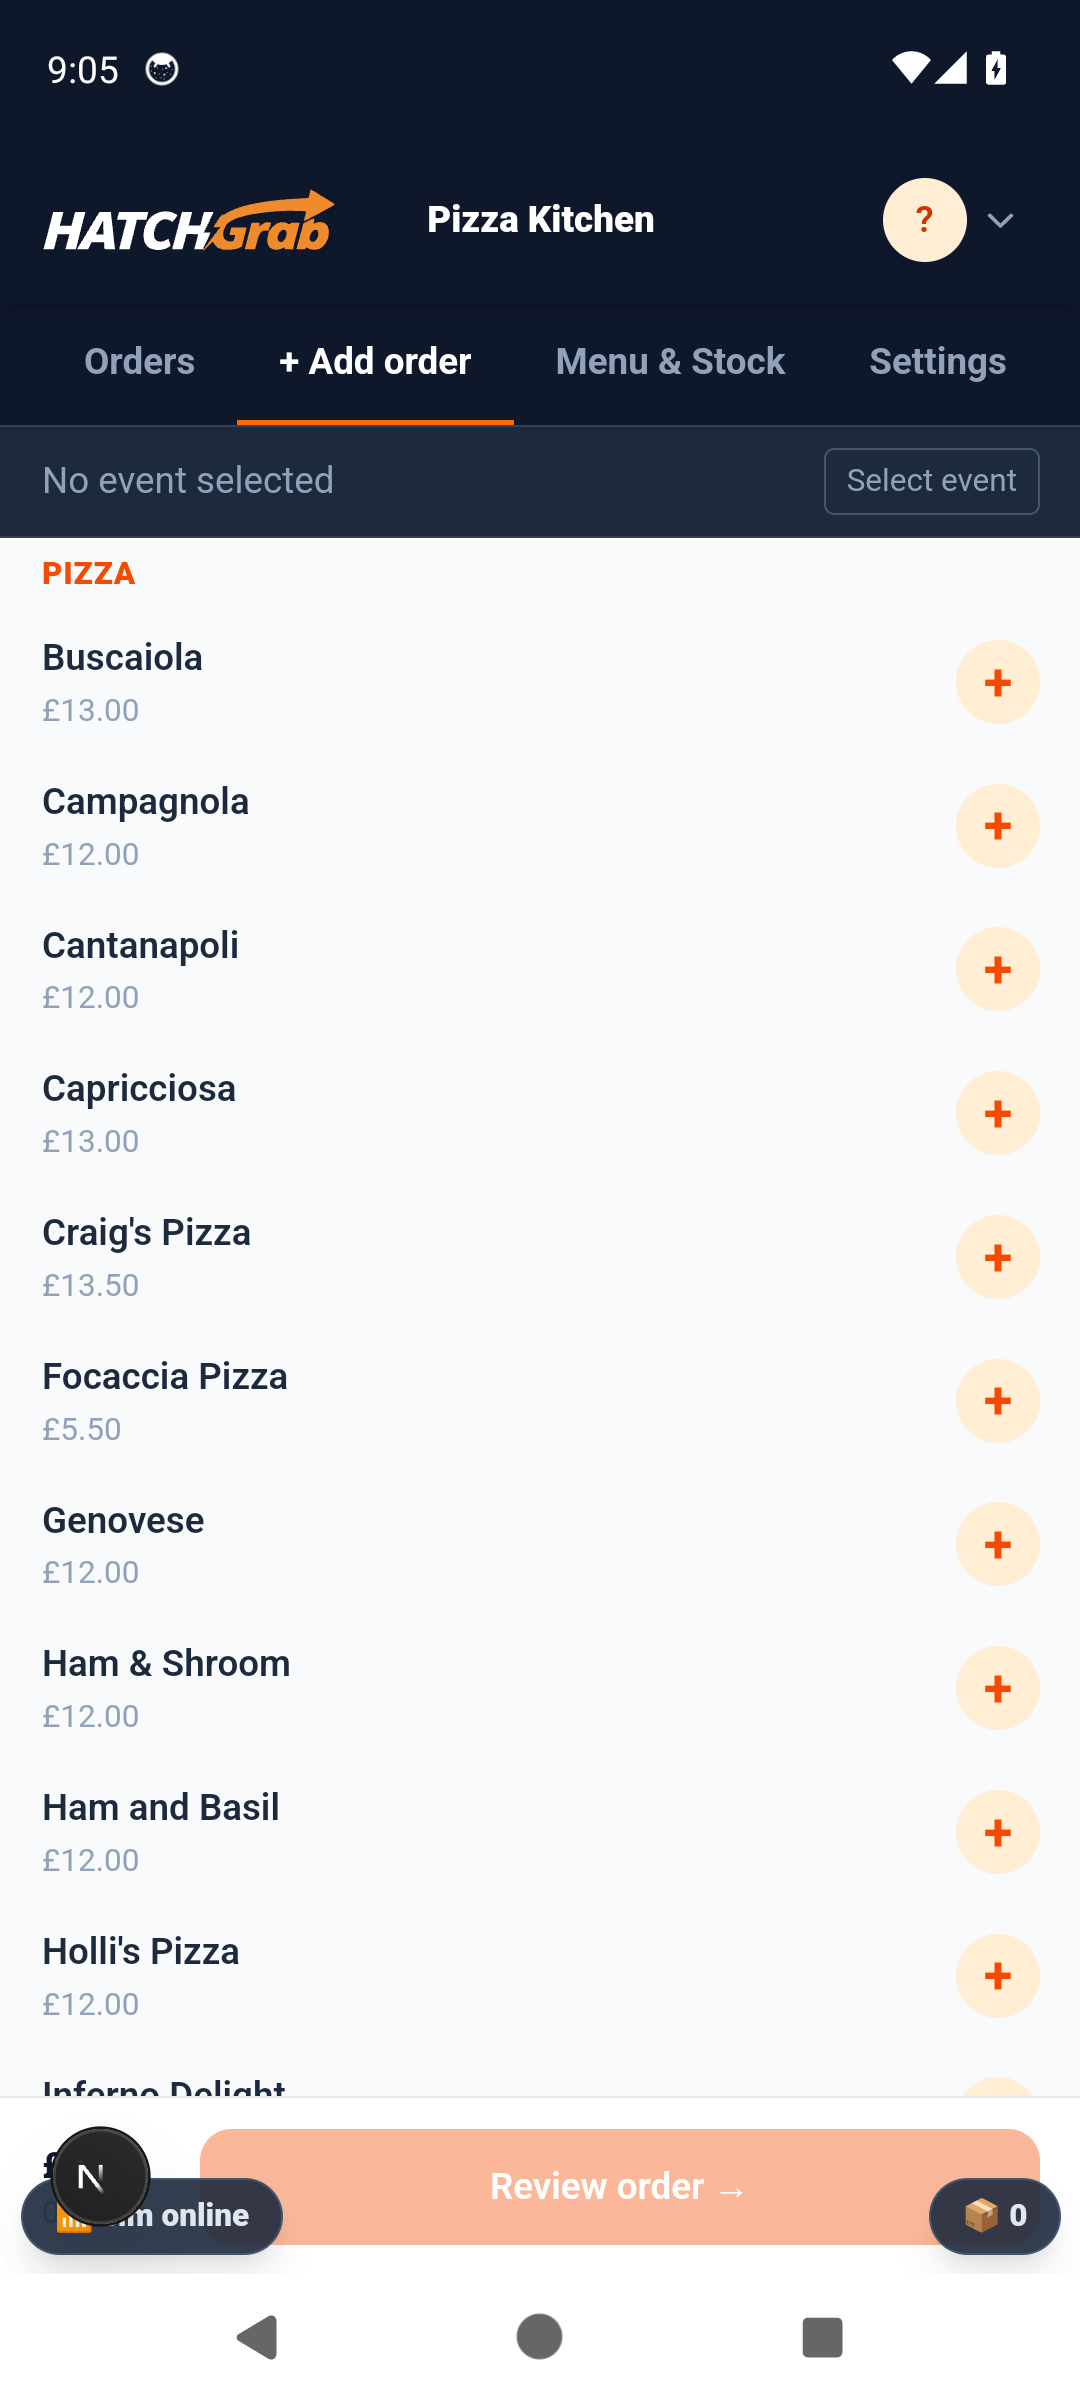 9:05
HATCHGrab
Pizza Kitchen
?
Orders
+ Add order
Menu & Stock
Settings
No event selected
Select event
PIZZA
Buscaiola
£13.00
+
Campagnola
£12.00
+
Cantanapoli
£12.00
+
Capricciosa
£13.00
+
Craig's Pizza
£13.50
+
Focaccia Pizza
£5.50
+
Genovese
£12.00
+
Ham & Shroom
£12.00
+
Ham and Basil
£12.00
+
Holli's Pizza
£12.00
+
Inferno Delight
Review order →
N
online
0